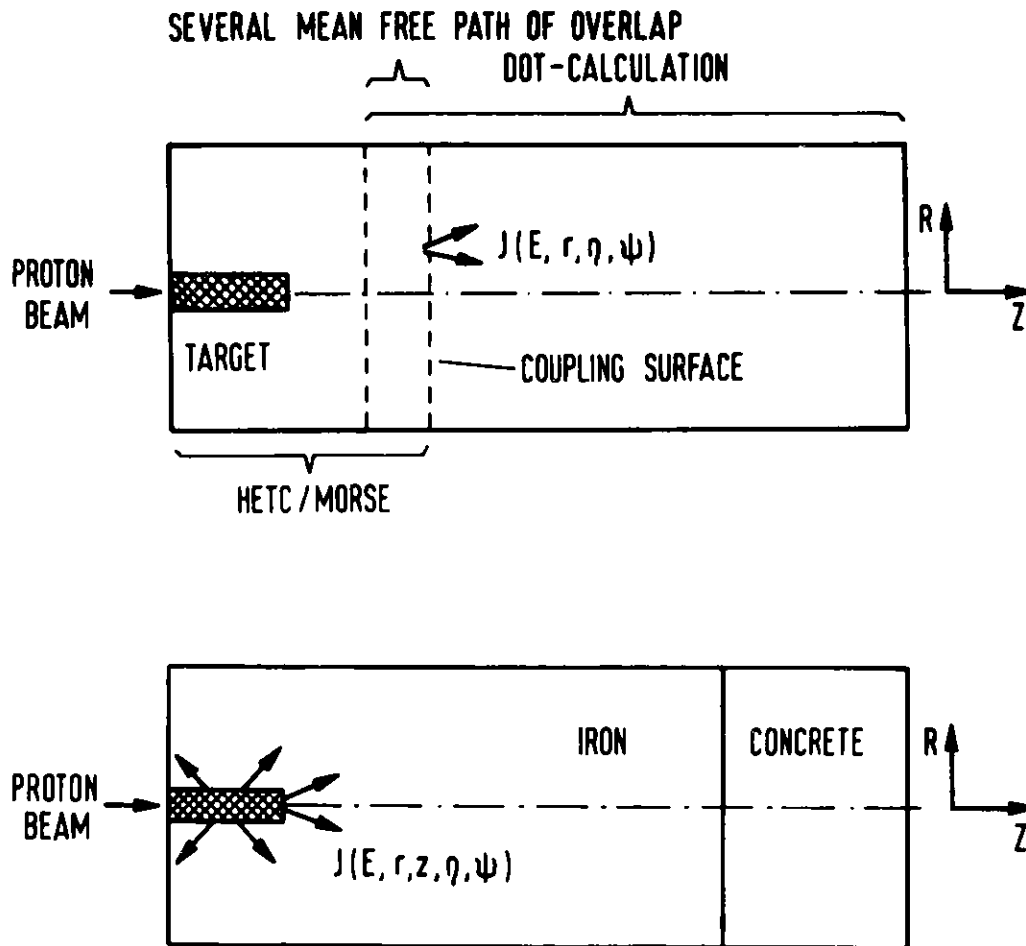 SEVERAL MEAN FREE PATH OF OVERLAP
DOT-CALCULATION
R
J(E, r, η, ψ)
PROTON
BEAM
Z
TARGET
COUPLING SURFACE
HETC / MORSE
IRON
CONCRETE
R
PROTON
BEAM
Z
J(E, r, z, η, ψ)